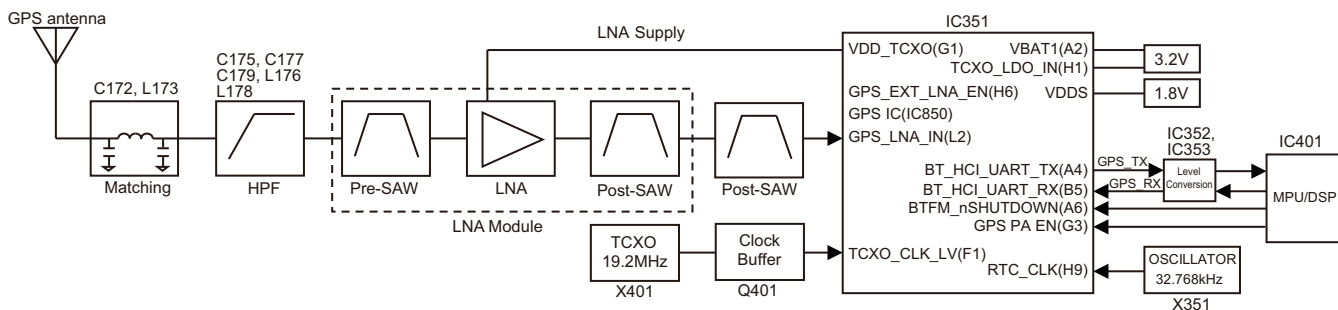 GPS antenna
C172, L173
Matching
C175, C177
C179, L176
L178
HPF
Pre-SAW
LNA
Post-SAW
LNA Module
LNA Supply
Post-SAW
TCXO
19.2MHz
X401
Clock
Buffer
Q401
IC351
VDD_TCXO(G1)
VBAT1(A2)
TCXO_LDO_IN(H1)
GPS_EXT_LNA_EN(H6)
VDDS
GPS IC(IC850)
GPS_LNA_IN(L2)
BT_HCI_UART_TX(A4)
BT_HCI_UART_RX(B5)
BTFM_nSHUTDOWN(A6)
GPS PA EN(G3)
TCXO_CLK_LV(F1)
RTC_CLK(H9)
3.2V
1.8V
GPS_TX
GPS_RX
IC352,
IC353
Level
Conversion
IC401
MPU/DSP
OSCILLATOR
32.768kHz
X351